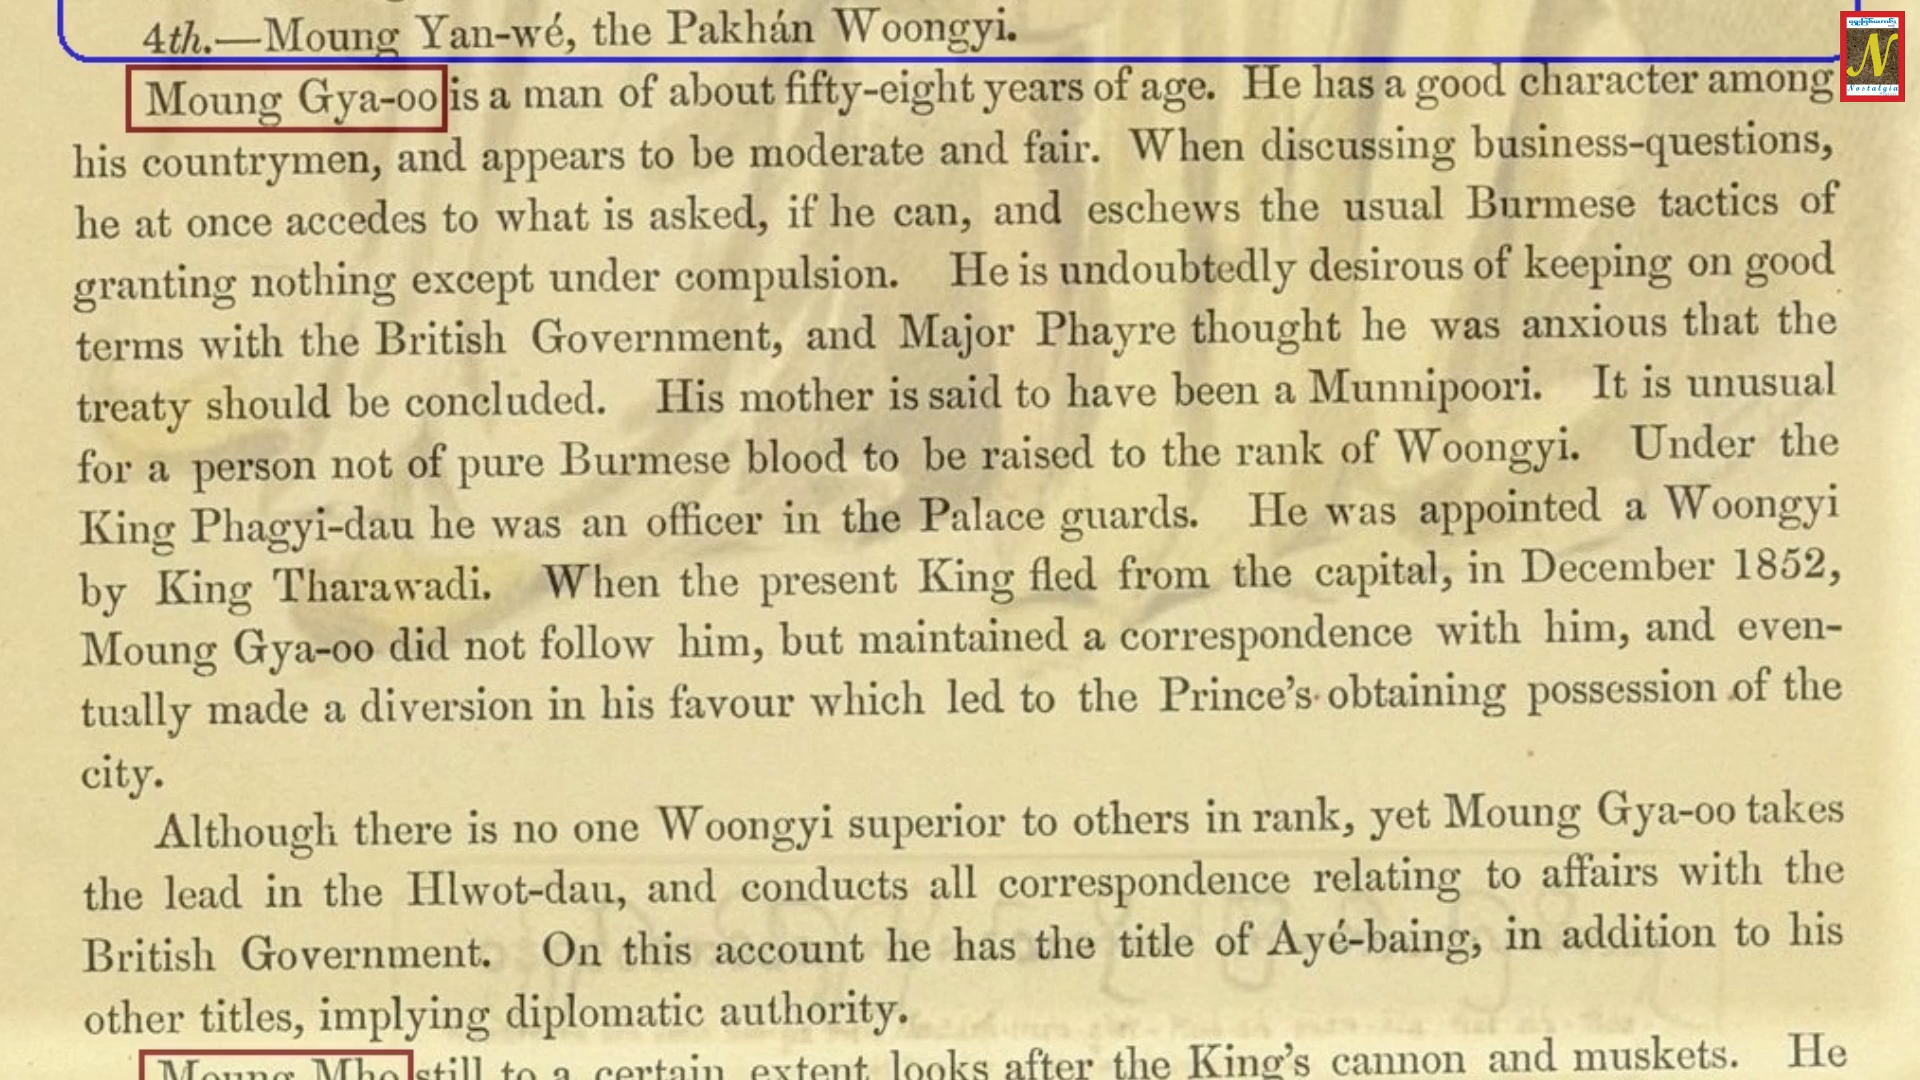 4th.—Moung Yan-wé, the Pakhán Woongyi.
Moung Gya-oo is a man of about fifty-eight years of age. He has a good character among
his countrymen, and appears to be moderate and fair. When discussing business-questions,
he at once accedes to what is asked, if he can, and eschews the usual Burmese tactics of
granting nothing except under compulsion. He is undoubtedly desirous of keeping on good
terms with the British Government, and Major Phayre thought he was anxious that the
treaty should be concluded. His mother is said to have been a Munnipoori. It is unusual
for a person not of pure Burmese blood to be raised to the rank of Woongyi. Under the
King Phagyi-dau he was an officer in the Palace guards. He was appointed a Woongyi
by King Tharawadi. When the present King fled from the capital, in December 1852,
Moung Gya-oo did not follow him, but maintained a correspondence with him, and even-
tually made a diversion in his favour which led to the Prince's obtaining possession of the
city.
Although there is no one Woongyi superior to others in rank, yet Moung Gya-oo takes
the lead in the Hlwot-dau, and conducts all correspondence relating to affairs with the
British Government. On this account he has the title of Ayé-baing, in addition to his
other titles, implying diplomatic authority.
Moung Mho still to a certain extent looks after the King's cannon and muskets. He
N
Nostalgia